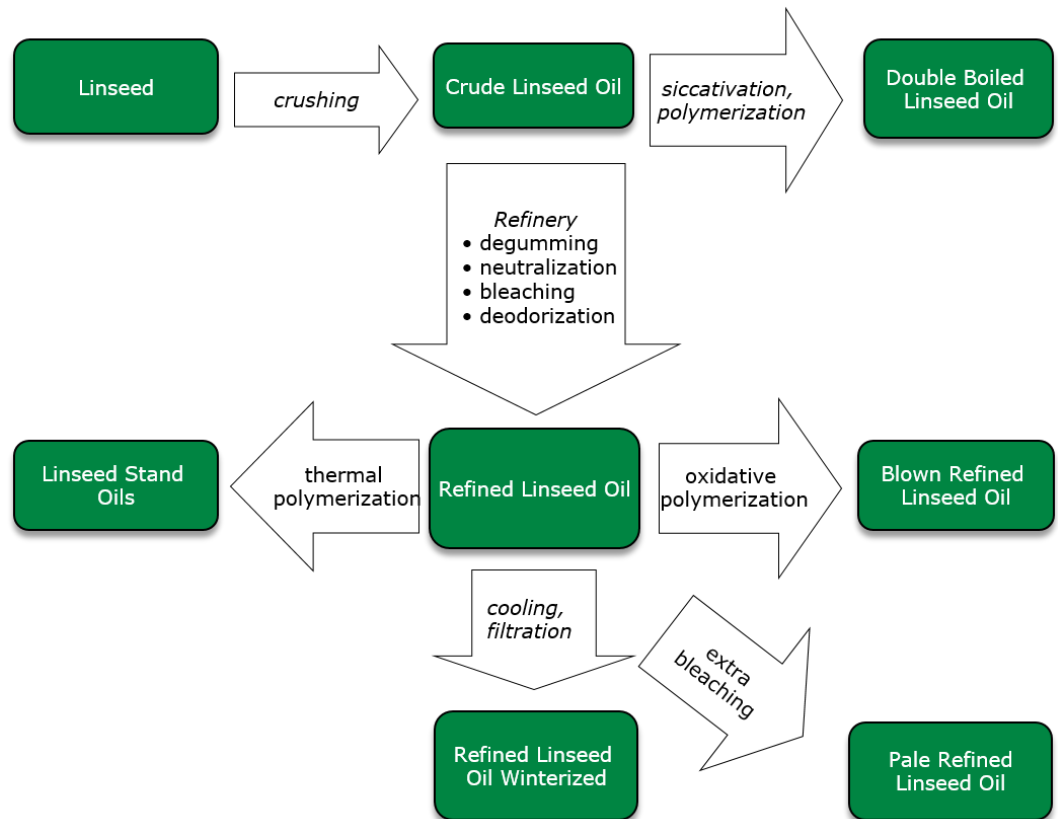 Linseed
crushing
Crude Linseed Oil
siccativation,
polymerization
Double Boiled
Linseed Oil
Refinery
• degumming
• neutralization
• bleaching
• deodorization
Linseed Stand
Oils
thermal
polymerization
Refined Linseed Oil
oxidative
polymerization
Blown Refined
Linseed Oil
cooling,
filtration
extra
bleaching
Refined Linseed
Oil Winterized
Pale Refined
Linseed Oil